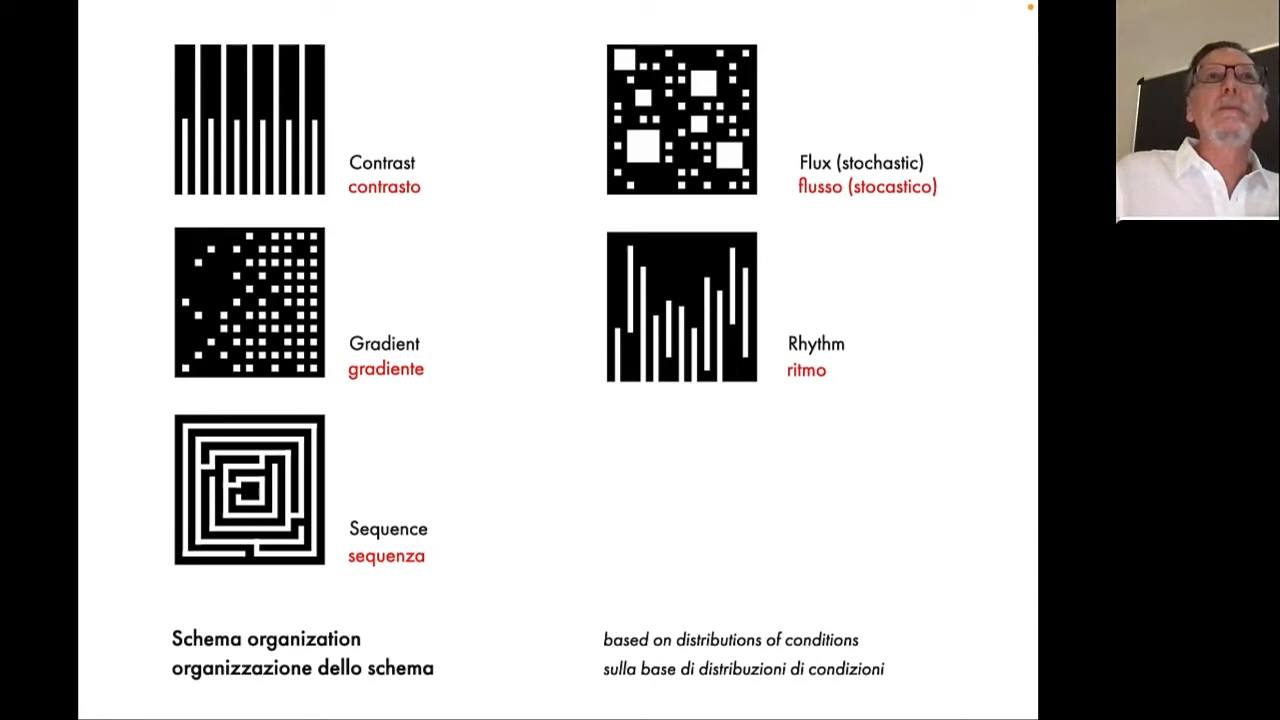 Contrast
contrasto
Flux (stochastic)
flusso (stocastico)
Gradient
gradiente
Rhythm
ritmo
Sequence
sequenza
Schema organization
organizzazione dello schema
based on distributions of conditions
sulla base di distribuzioni di condizioni